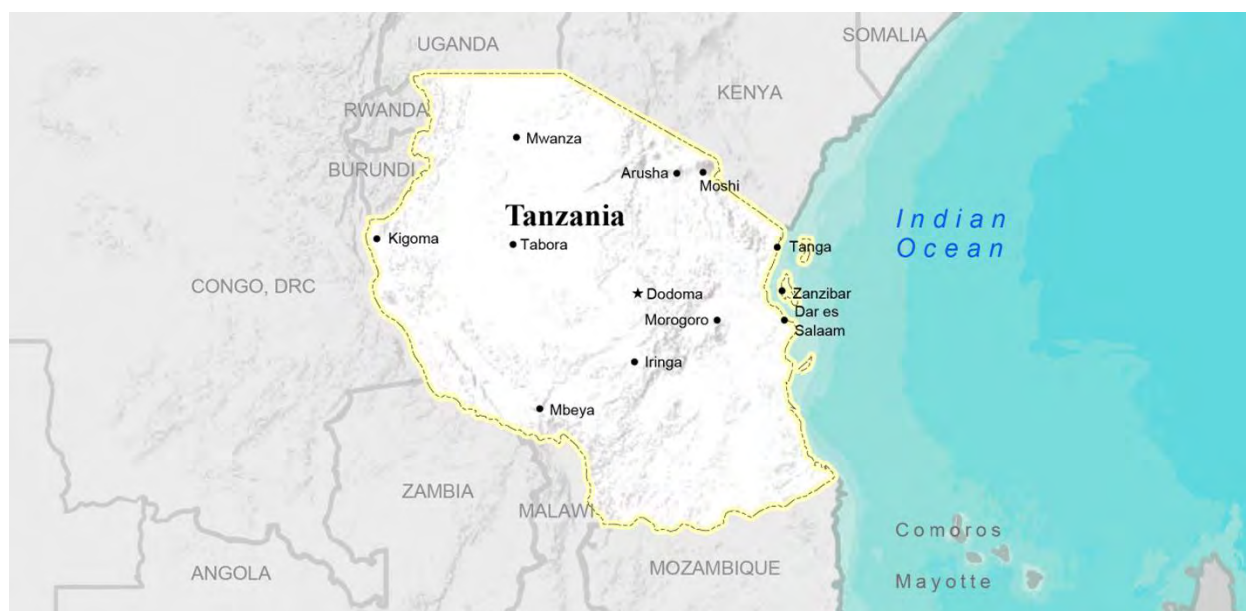 SOMALIA
UGANDA
KENYA
RWANDA
Mwanza
BURUNDI
Arusha
Moshi
Tanzania
Indian
Ocean
Kigoma
Tabora
Tanga
CONGO, DRC
Dodoma
Zanzibar
Morogoro
Dar es
Salaam
Iringa
Mbeya
ZAMBIA
MALAWI
Comoros
ANGOLA
MOZAMBIQUE
Mayotte